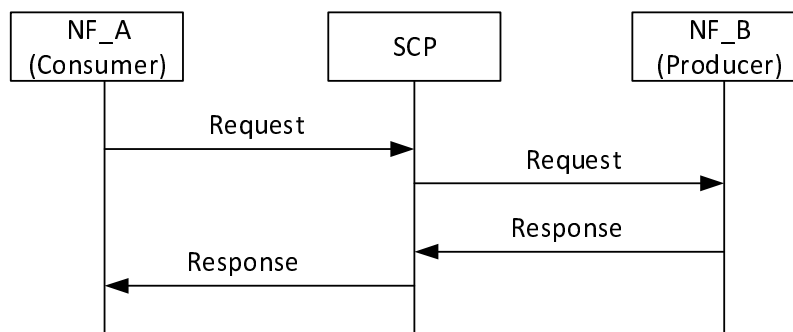 NF_A
(Consumer)
SCP
NF_B
(Producer)
Request
Request
Response
Response